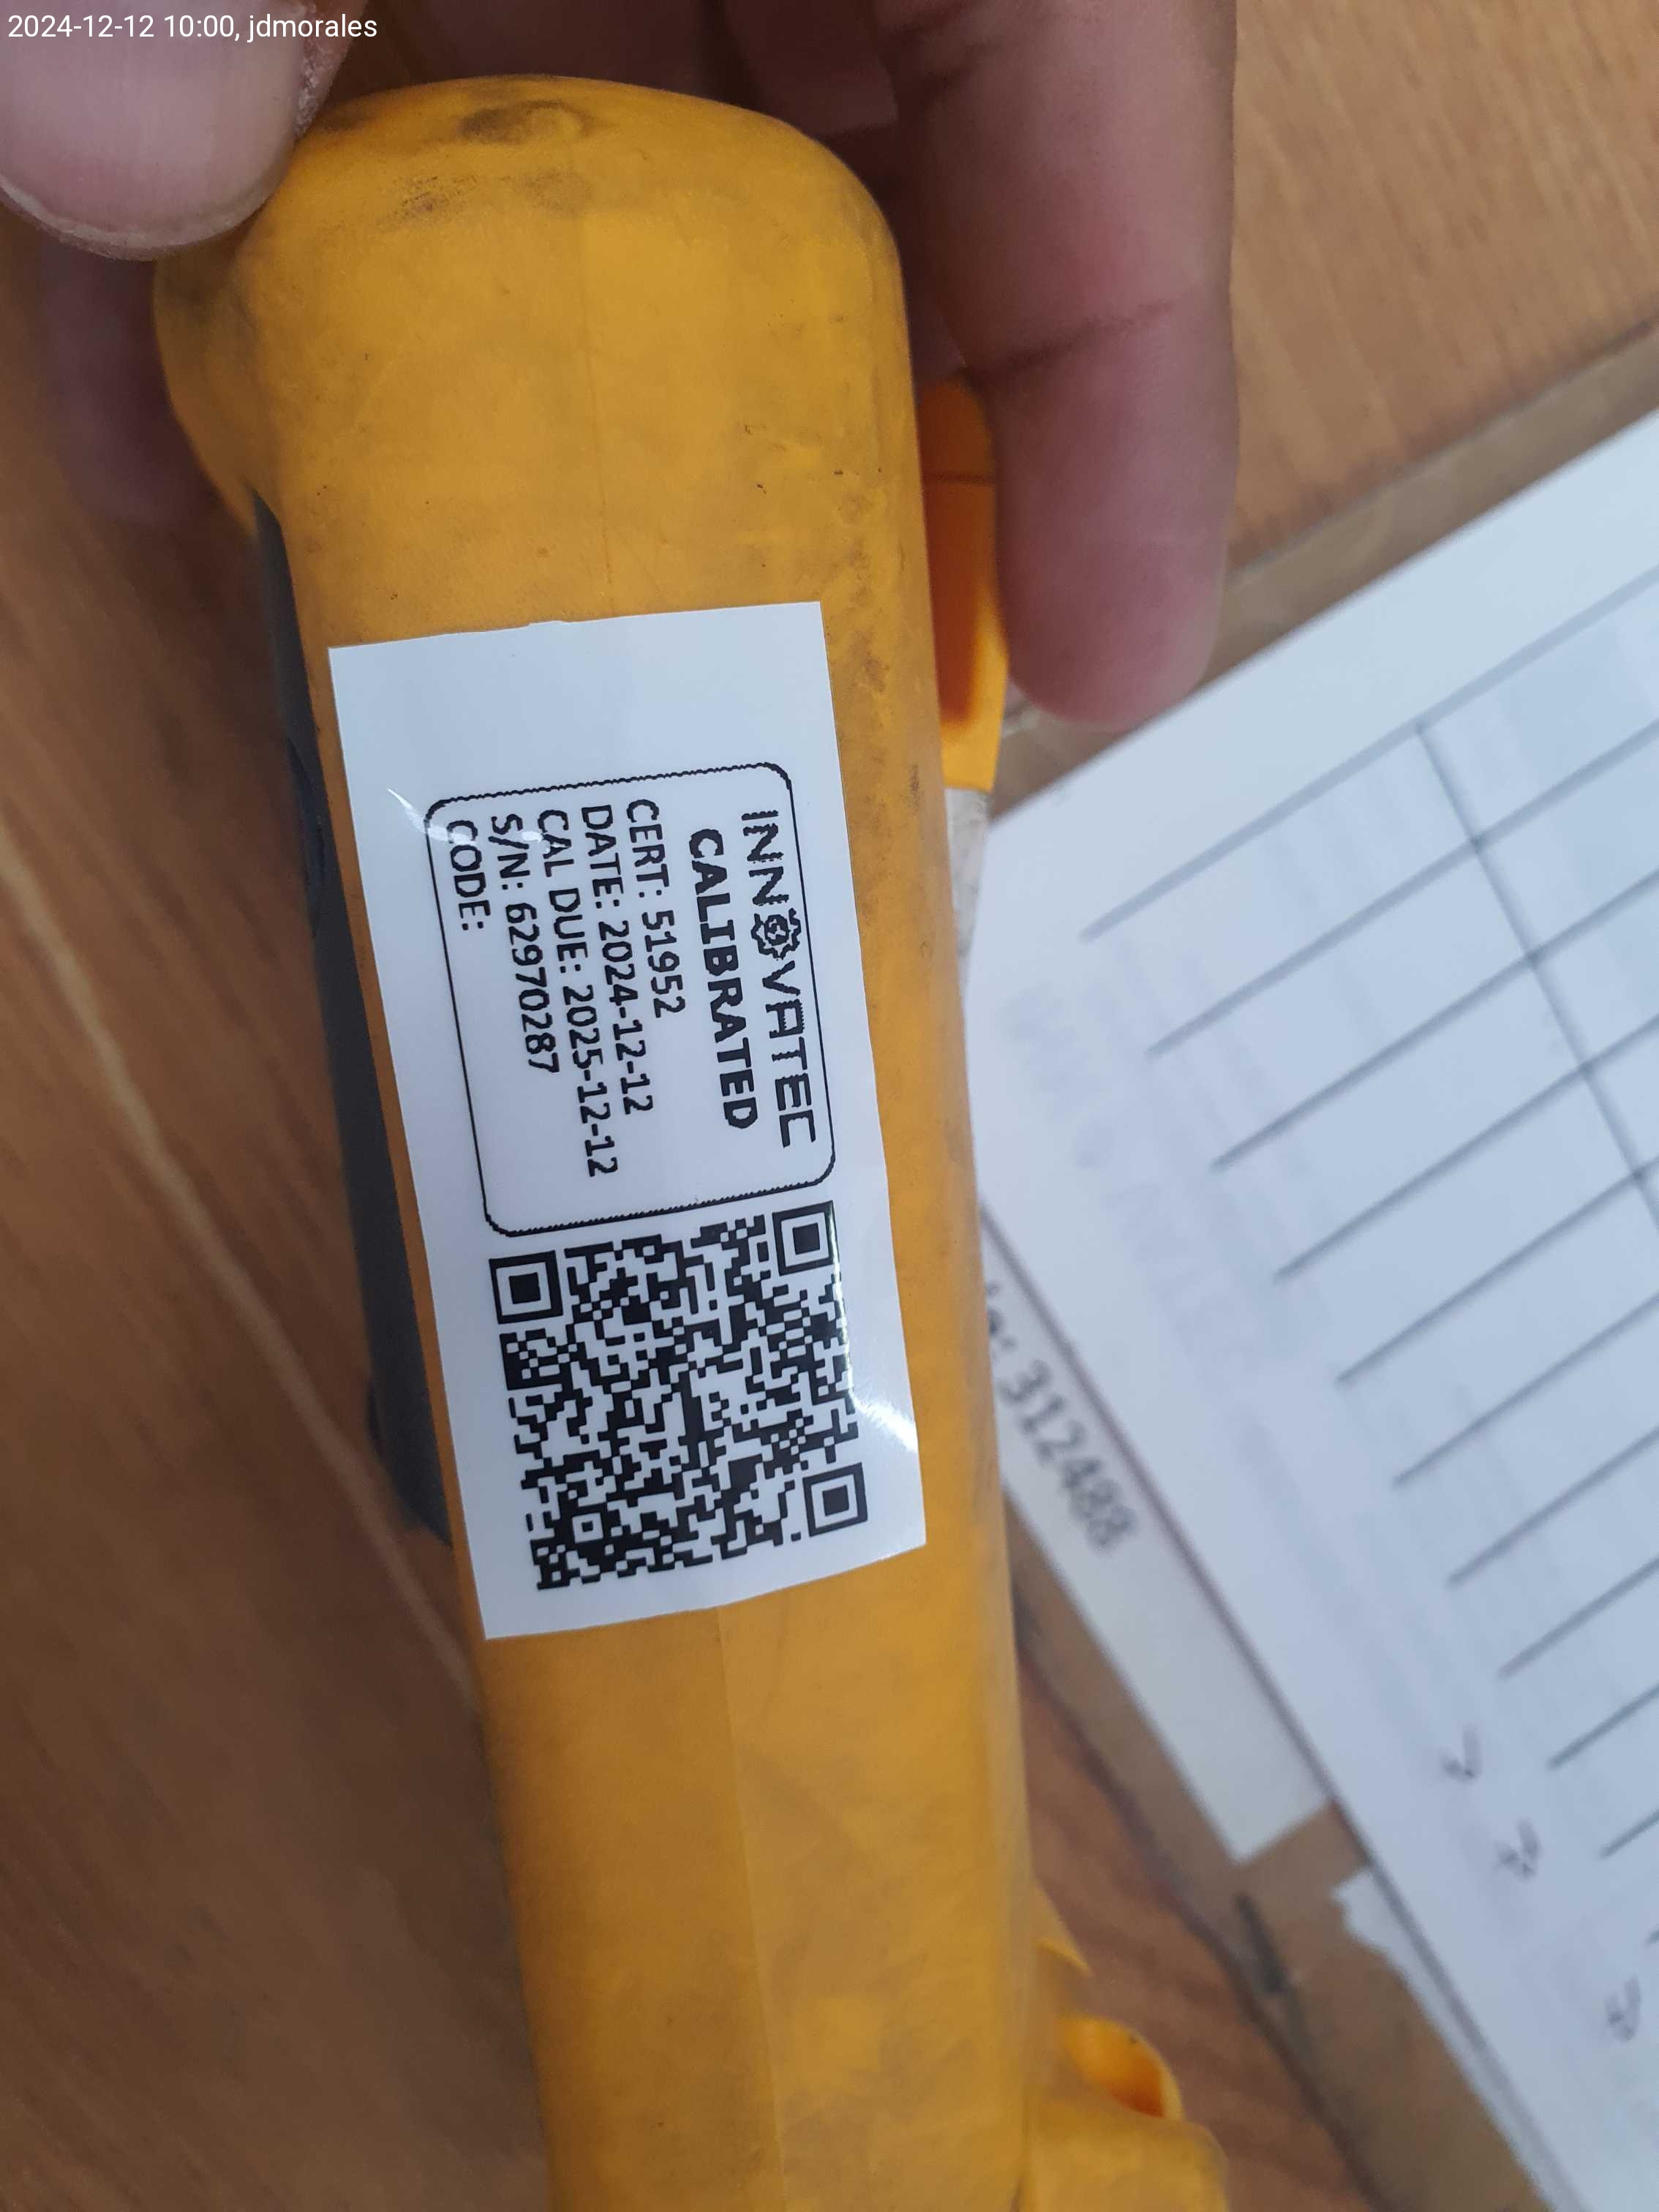 2024-12-12 10:00, jdmorales
INNOVATEC
CALIBRATED
CERT: 51952
DATE: 2024-12-12
CAL DUE: 2025-12-12
S/N: 62970287
CODE:
312488